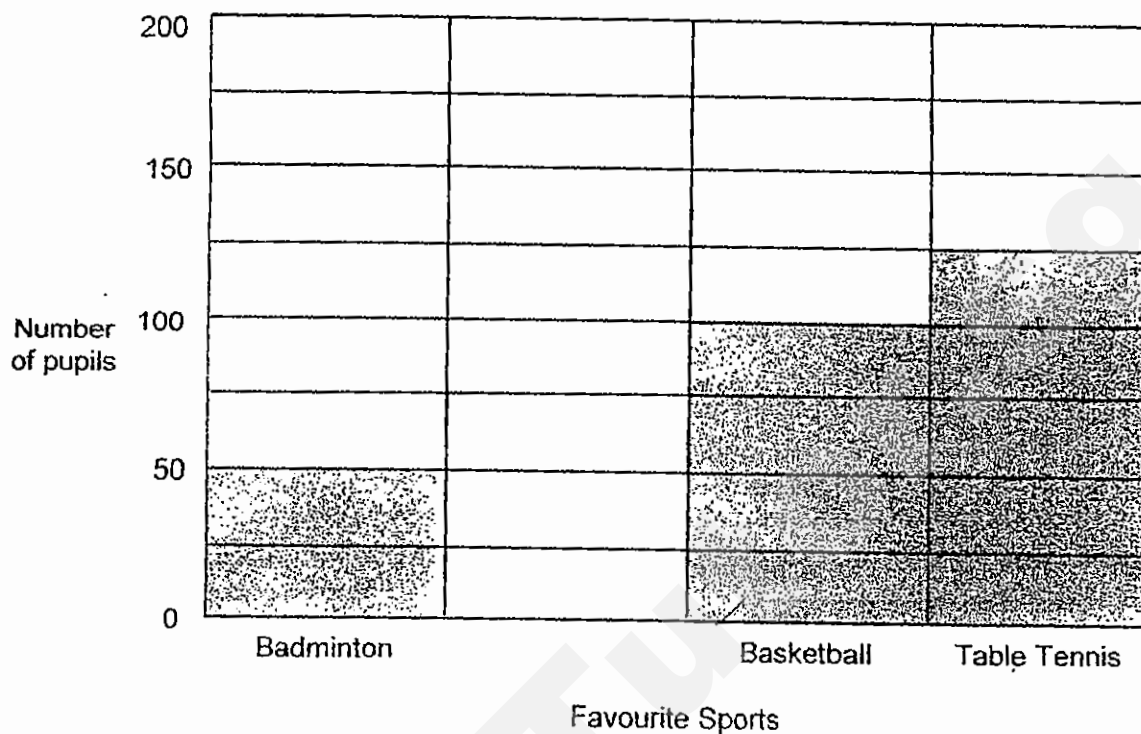 200
150
100
Number
of pupils
50
0
Badminton
Basketball
Table Tennis
Favourite Sports